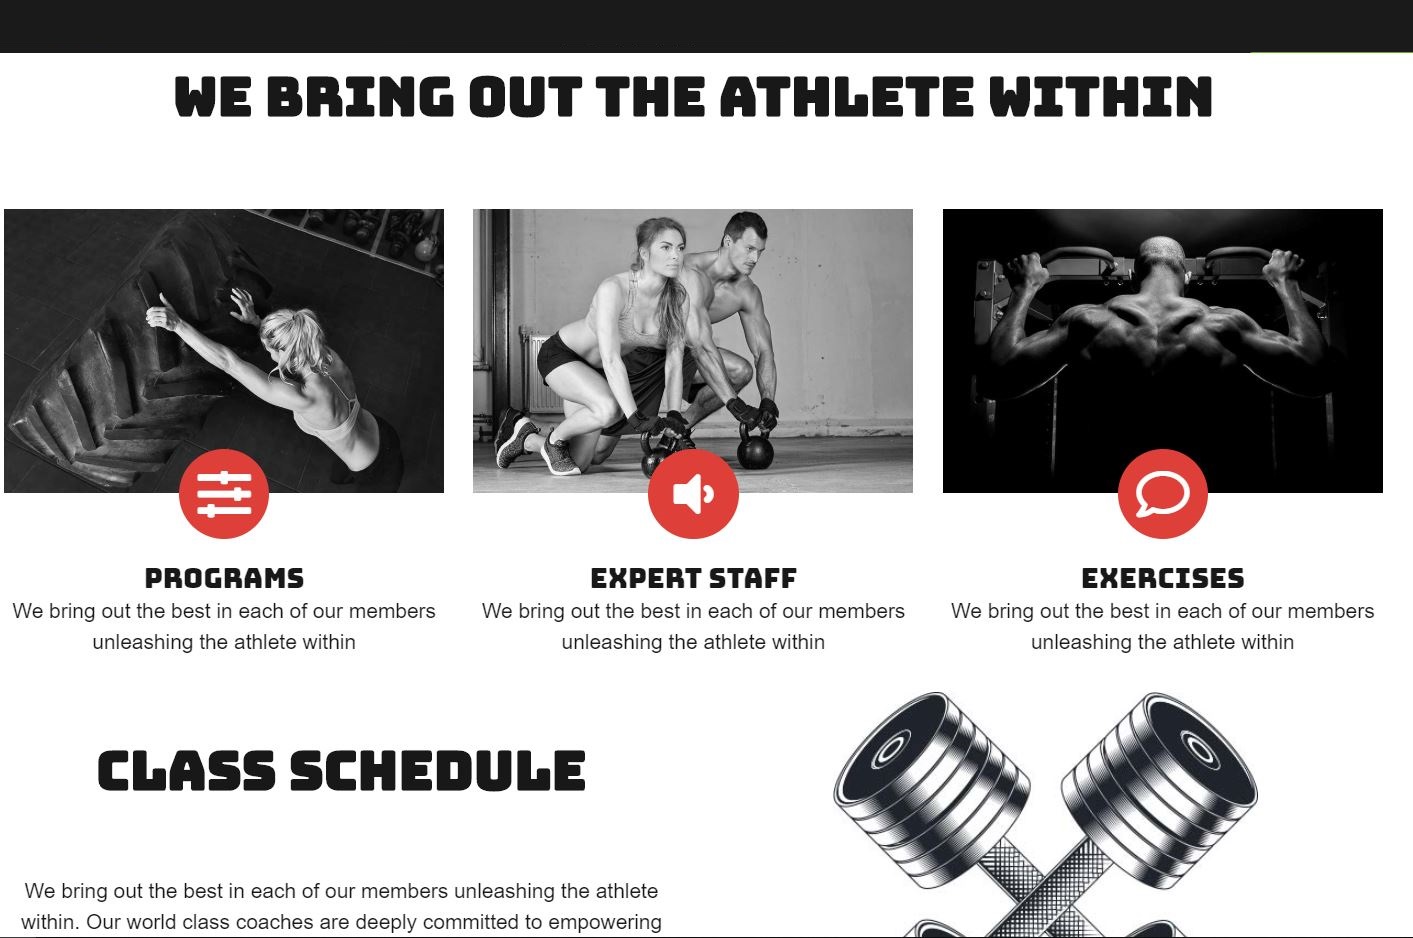 WE BRING OUT THE ATHLETE WITHIN
PROGRAMS
We bring out the best in each of our members
unleashing the athlete within
EXPERT STAFF
We bring out the best in each of our members
unleashing the athlete within
EXERCISES
We bring out the best in each of our members
unleashing the athlete within
CLASS SCHEDULE
We bring out the best in each of our members unleashing the athlete
within. Our world class coaches are deeply committed to empowering